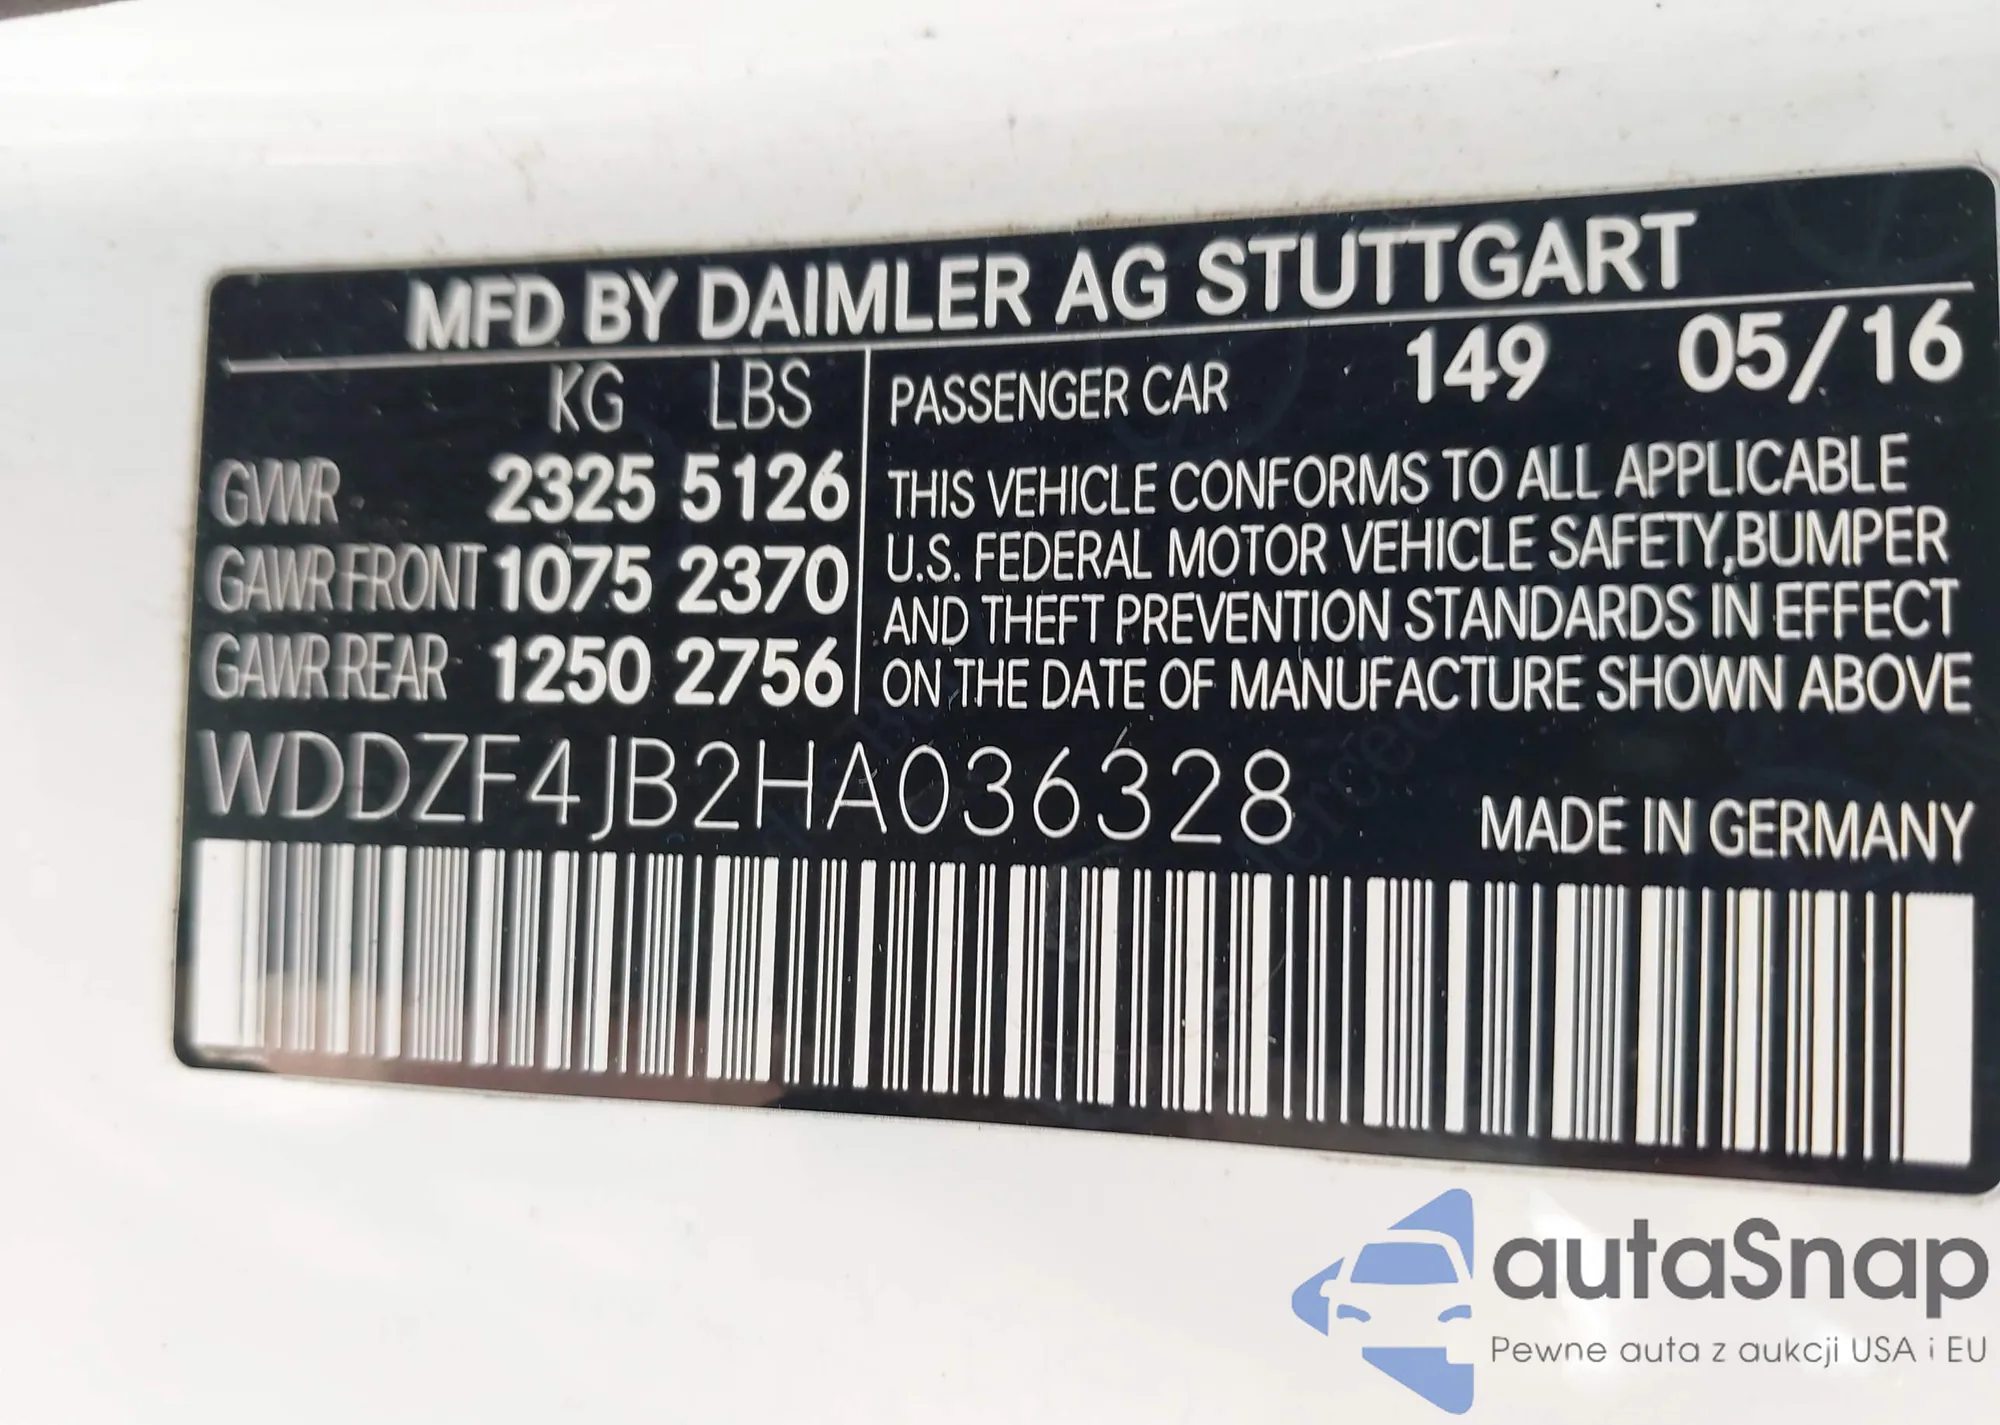 MFD BY DAIMLER AG STUTTGART
KG LBS
GVWR 2325 5126
GAWR FRONT 1075 2370
GAWR REAR 1250 2756
PASSENGER CAR 149 05/16
THIS VEHICLE CONFORMS TO ALL APPLICABLE
U.S. FEDERAL MOTOR VEHICLE SAFETY,BUMPER
AND THEFT PREVENTION STANDARDS IN EFFECT
ON THE DATE OF MANUFACTURE SHOWN ABOVE
WDDZF4JB2HA036328
MADE IN GERMANY
autaSnap
Pewne auta z aukcji USA i EU